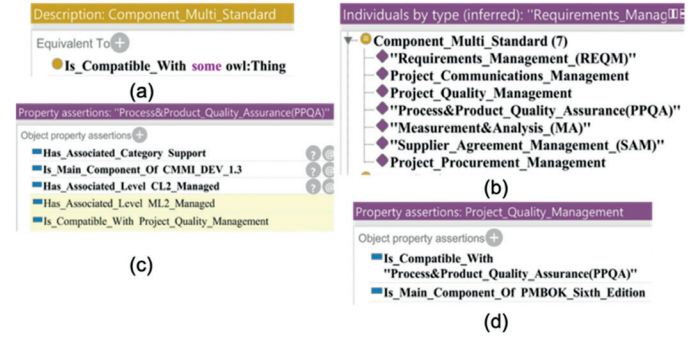 Description: Component_Multi_Standard
Equivalent To
Is_Compatible_With some owl:Thing
(a)
Individuals by type (inferred): "Requirements_Manag
Component_Multi_Standard (7)
"Requirements_Management_(REQM)"
Project_Communications_Management
Project_Quality_Management
"Process&Product_Quality_Assurance(PPQA)"
"Measurement&Analysis_(MA)"
"Supplier_Agreement_Management_(SAM)"
Project_Procurement_Management
(b)
Property assertions: "Process&Product_Quality_Assurance(PPQA)"
Object property assertions
Has_Associated_Category Support
Is_Main_Component_Of CMMI_DEV_1.3
Has_Associated_Level CL2_Managed
Has_Associated_Level ML2_Managed
Is_Compatible_With Project_Quality_Management
(c)
Property assertions: Project_Quality_Management
Object property assertions
Is_Compatible_With
"Process&Product_Quality_Assurance(PPQA)"
Is_Main_Component_Of PMBOK_Sixth_Edition
(d)